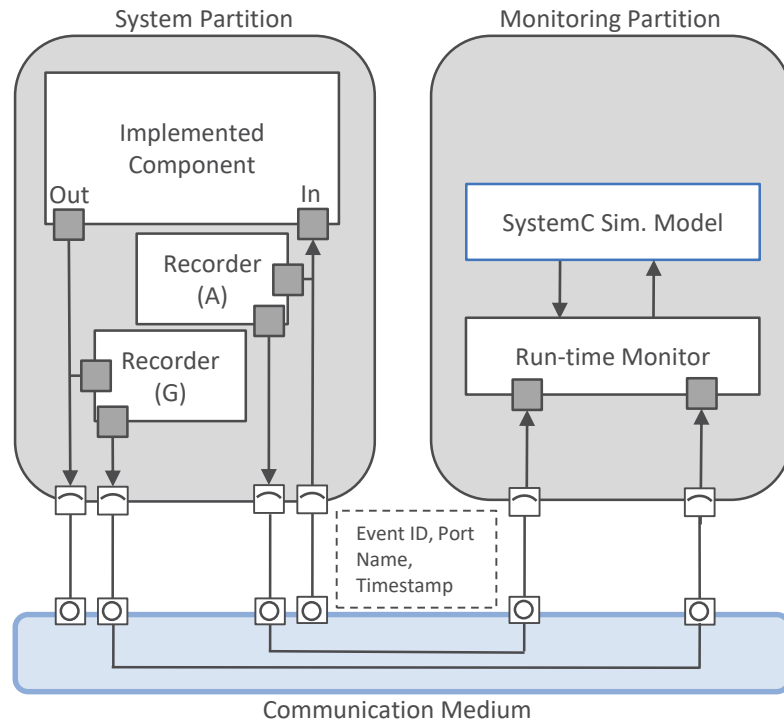 System Partition
Monitoring Partition
Implemented
Component
Out
In
Recorder
(A)
Recorder
(G)
SystemC Sim. Model
Run-time Monitor
Event ID, Port
Name,
Timestamp
Communication Medium